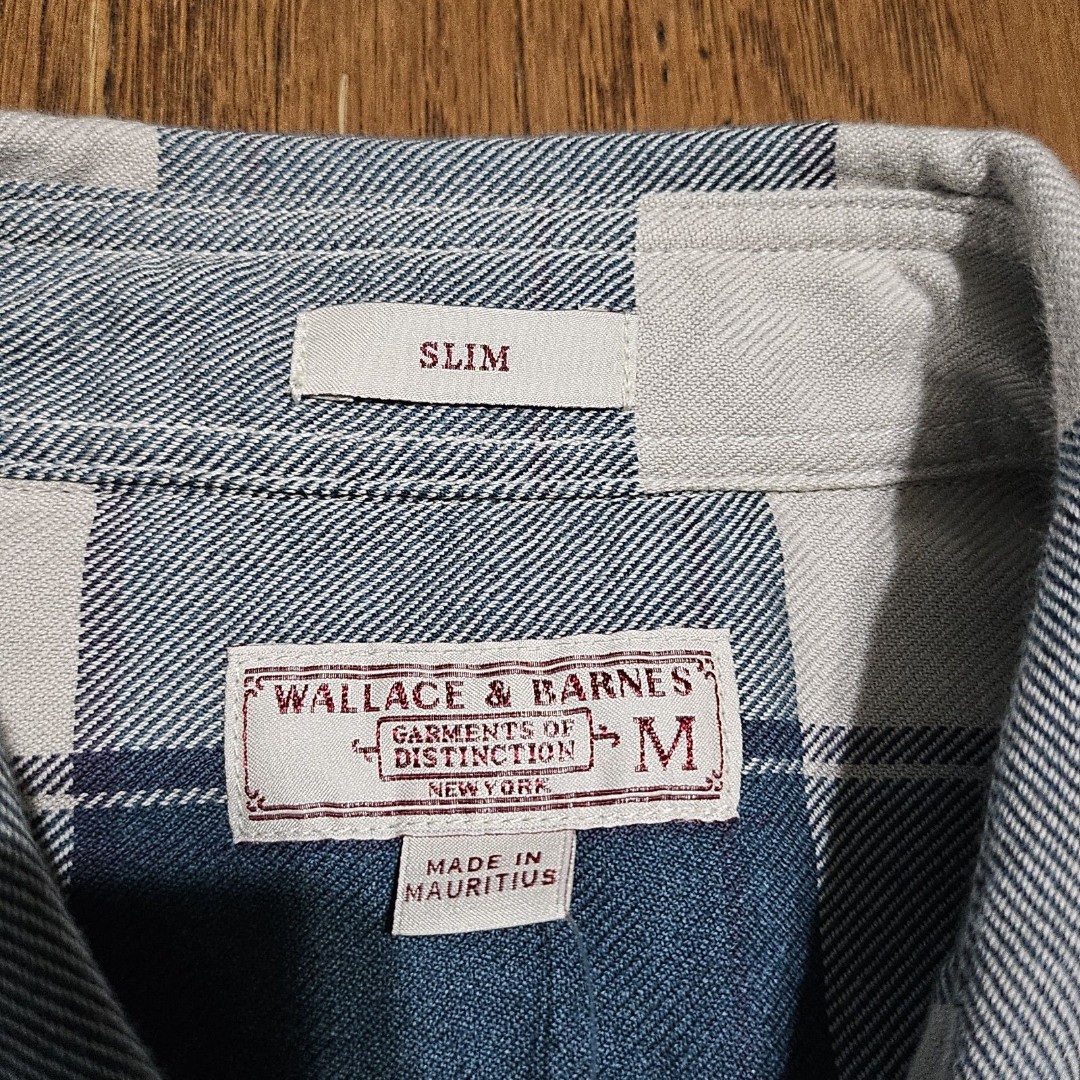 SLIM
WALLACE & BARNES
GARMENTS OF
DISTINCTION
M
NEW YORK
MADE IN
MAURITIUS